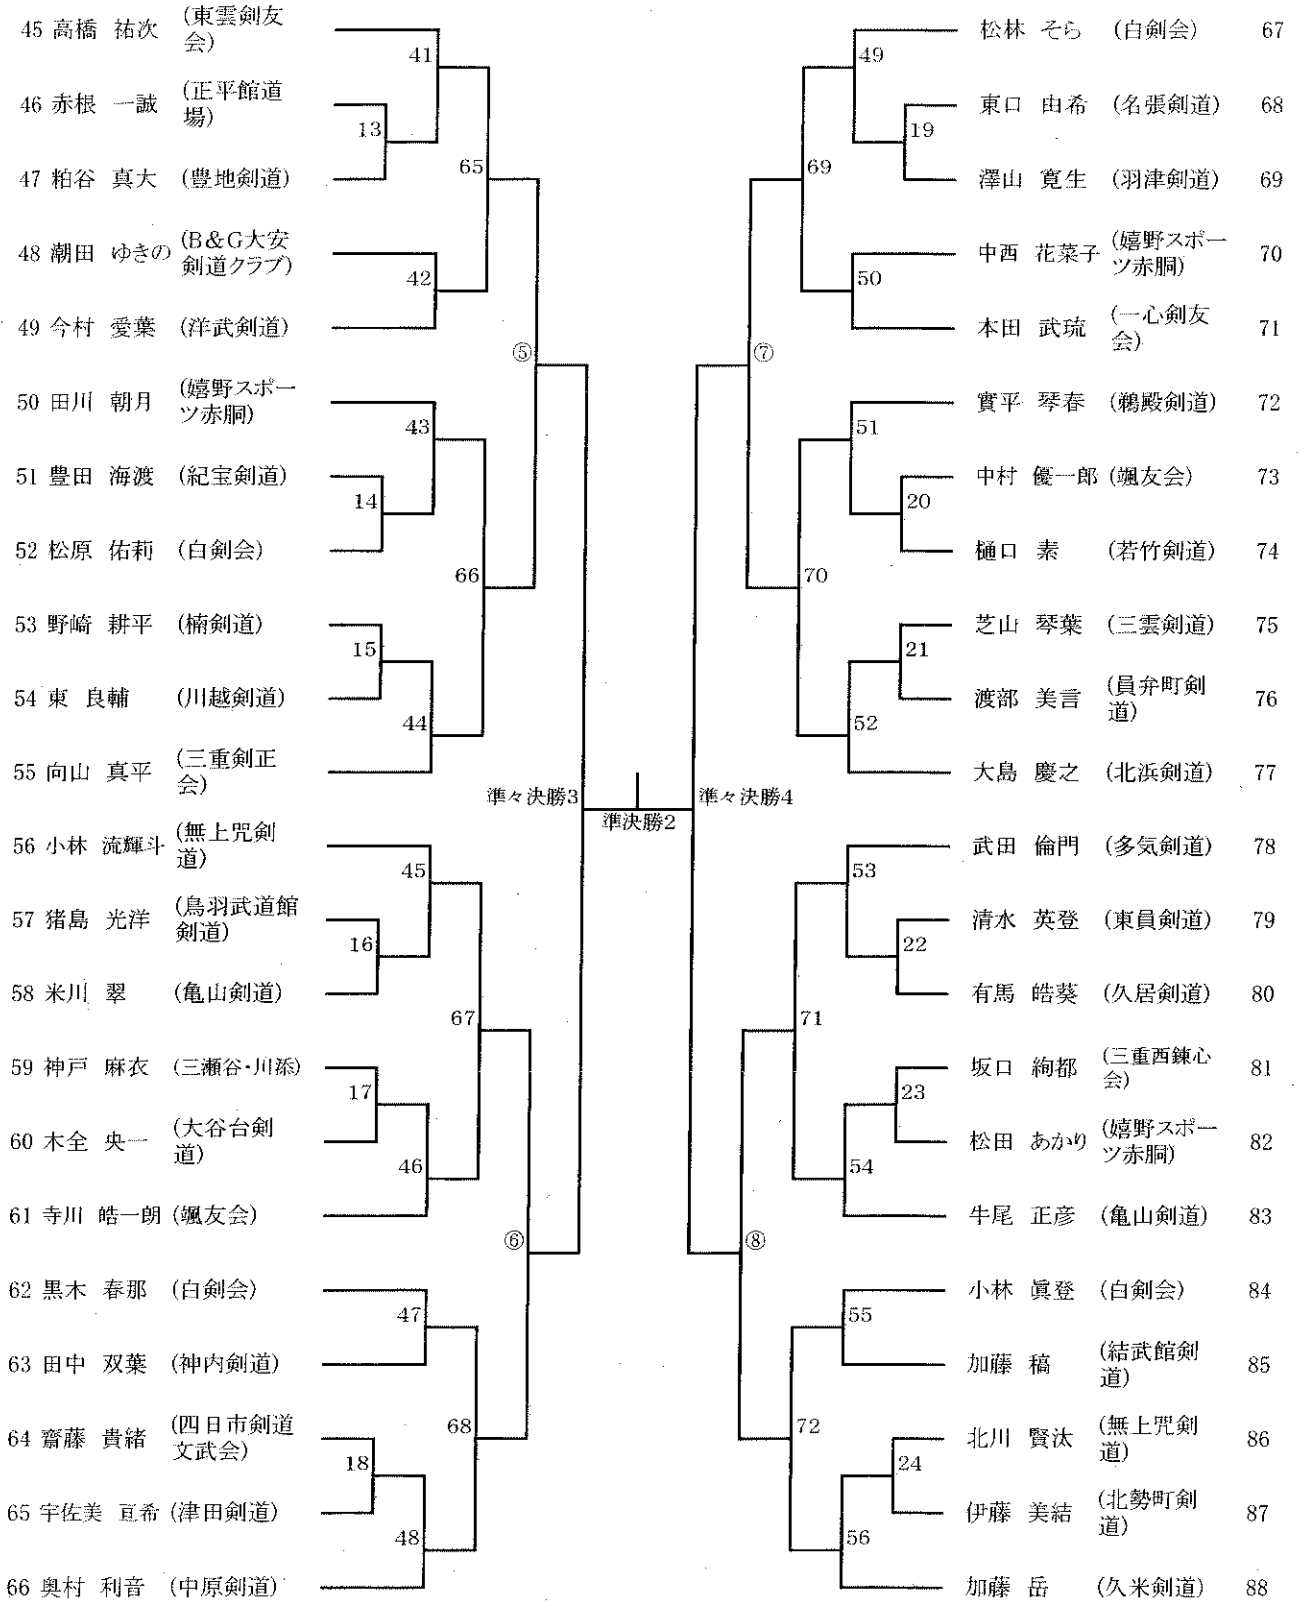 45 高橋 祐次 (東雲剣友会)
41
46 赤根 一誠 (正平館道場)
13
47 粕谷 真大 (豊地剣道)
65
48 潮田 ゆきの (B&G大安剣道クラブ)
42
49 今村 愛葉 (洋武剣道)
⑤
50 田川 朝月 (嬉野スポーツ赤胴)
43
51 豊田 海渡 (紀宝剣道)
14
52 松原 佑莉 (白剣会)
66
53 野崎 耕平 (楠剣道)
15
54 東 良輔 (川越剣道)
44
55 向山 真平 (三重剣正会)
準々決勝3
56 小林 流輝斗 (無上咒剣道)
45
57 猪島 光洋 (鳥羽武道館剣道)
16
58 米川 翠 (亀山剣道)
67
59 神戸 麻衣 (三瀬谷・川添)
17
60 木全 央一 (大谷台剣道)
46
61 寺川 皓一朗 (颯友会)
⑥
62 黒木 春那 (白剣会)
47
63 田中 双葉 (神内剣道)
68
64 齋藤 貴緒 (四日市剣道文武会)
18
65 宇佐美 亘希 (津田剣道)
48
66 奥村 利音 (中原剣道)
準決勝2
松林 そら (白剣会) 67
49
東口 由希 (名張剣道) 68
19
澤山 寛生 (羽津剣道) 69
69
中西 花菜子 (嬉野スポーツ赤胴) 70
50
本田 武琉 (一心剣友会) 71
⑦
實平 琴春 (鵜殿剣道) 72
51
中村 優一郎 (颯友会) 73
20
樋口 素 (若竹剣道) 74
70
芝山 琴葉 (三雲剣道) 75
21
渡部 美言 (員弁町剣道) 76
52
大島 慶之 (北浜剣道) 77
準々決勝4
武田 倫門 (多気剣道) 78
53
清水 英登 (東員剣道) 79
22
有馬 皓葵 (久居剣道) 80
71
坂口 絢都 (三重西錬心会) 81
23
松田 あかり (嬉野スポーツ赤胴) 82
54
牛尾 正彦 (亀山剣道) 83
⑧
小林 眞登 (白剣会) 84
55
加藤 稿 (結武館剣道) 85
72
北川 賢汰 (無上咒剣道) 86
24
伊藤 美結 (北勢町剣道) 87
56
加藤 岳 (久米剣道) 88